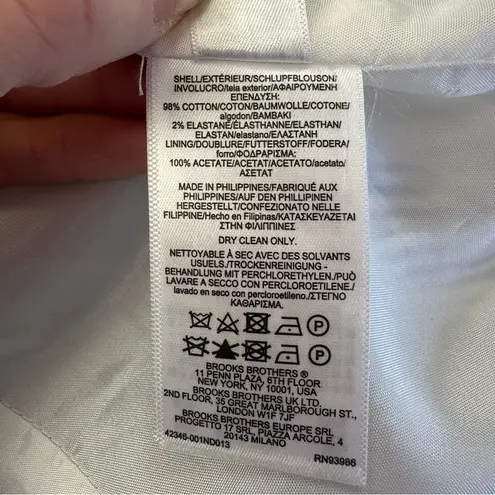 SHELL/EXTÉRIEUR/SCHLUPFBLOUSON/
INVOLUCRO/tela exterior/ΑΦΑΙΡΟΥΜΕΝΗ
ΕΠΕΝΔΥΣΗ:
98% COTTON/COTON/BAUMWOLLE/COTONE/
algodon/ΒΑΜΒΑΚΙ
2% ELASTANE/ÉLASTHANNE/ELASTHAN/
ELASTAN/elastano/ΕΛΑΣΤΑΝΗ
LINING/DOUBLURE/FUTTERSTOFF/FODERA/
forro/ΦΟΔΡΑΡΙΣΜΑ:
100% ACETATE/ACETAT/ACETATO/acetato/
ΑΣΕΤΑΤ
MADE IN PHILIPPINES/FABRIQUÉ AUX
PHILIPPINES/AUF DEN PHILLIPINEN
HERGESTELLT/CONFEZIONATO NELLE
FILIPPINE/Hecho en Filipinas/ΚΑΤΑΣΚΕΥΑΖΕΤΑΙ
ΣΤΗΝ ΦΙΛΙΠΠΙΝΕΣ
DRY CLEAN ONLY.
NETTOYABLE À SEC AVEC DES SOLVANTS
USUELS./TROCKENREINIGUNG -
BEHANDLUNG MIT PERCHLORETHYLEN./PUÒ
LAVARE A SECCO CON PERCLOROETILENE./
lavado en seco con percloroetileno./ΣΤΕΓΝΟ
ΚΑΘΑΡΙΣΜΑ.
P
P
BROOKS BROTHERS ®
11 PENN PLAZA, 6TH FLOOR
NEW YORK, NY 10001, USA
BROOKS BROTHERS UK LTD.
2ND FLOOR, 35 GREAT MARLBOROUGH ST.,
LONDON W1F 7JF
BROOKS BROTHERS EUROPE SRL
PROGETTO 17 SRL, PIAZZA ARCOLE, 4
20143 MILANO
42346-001ND013
RN93986